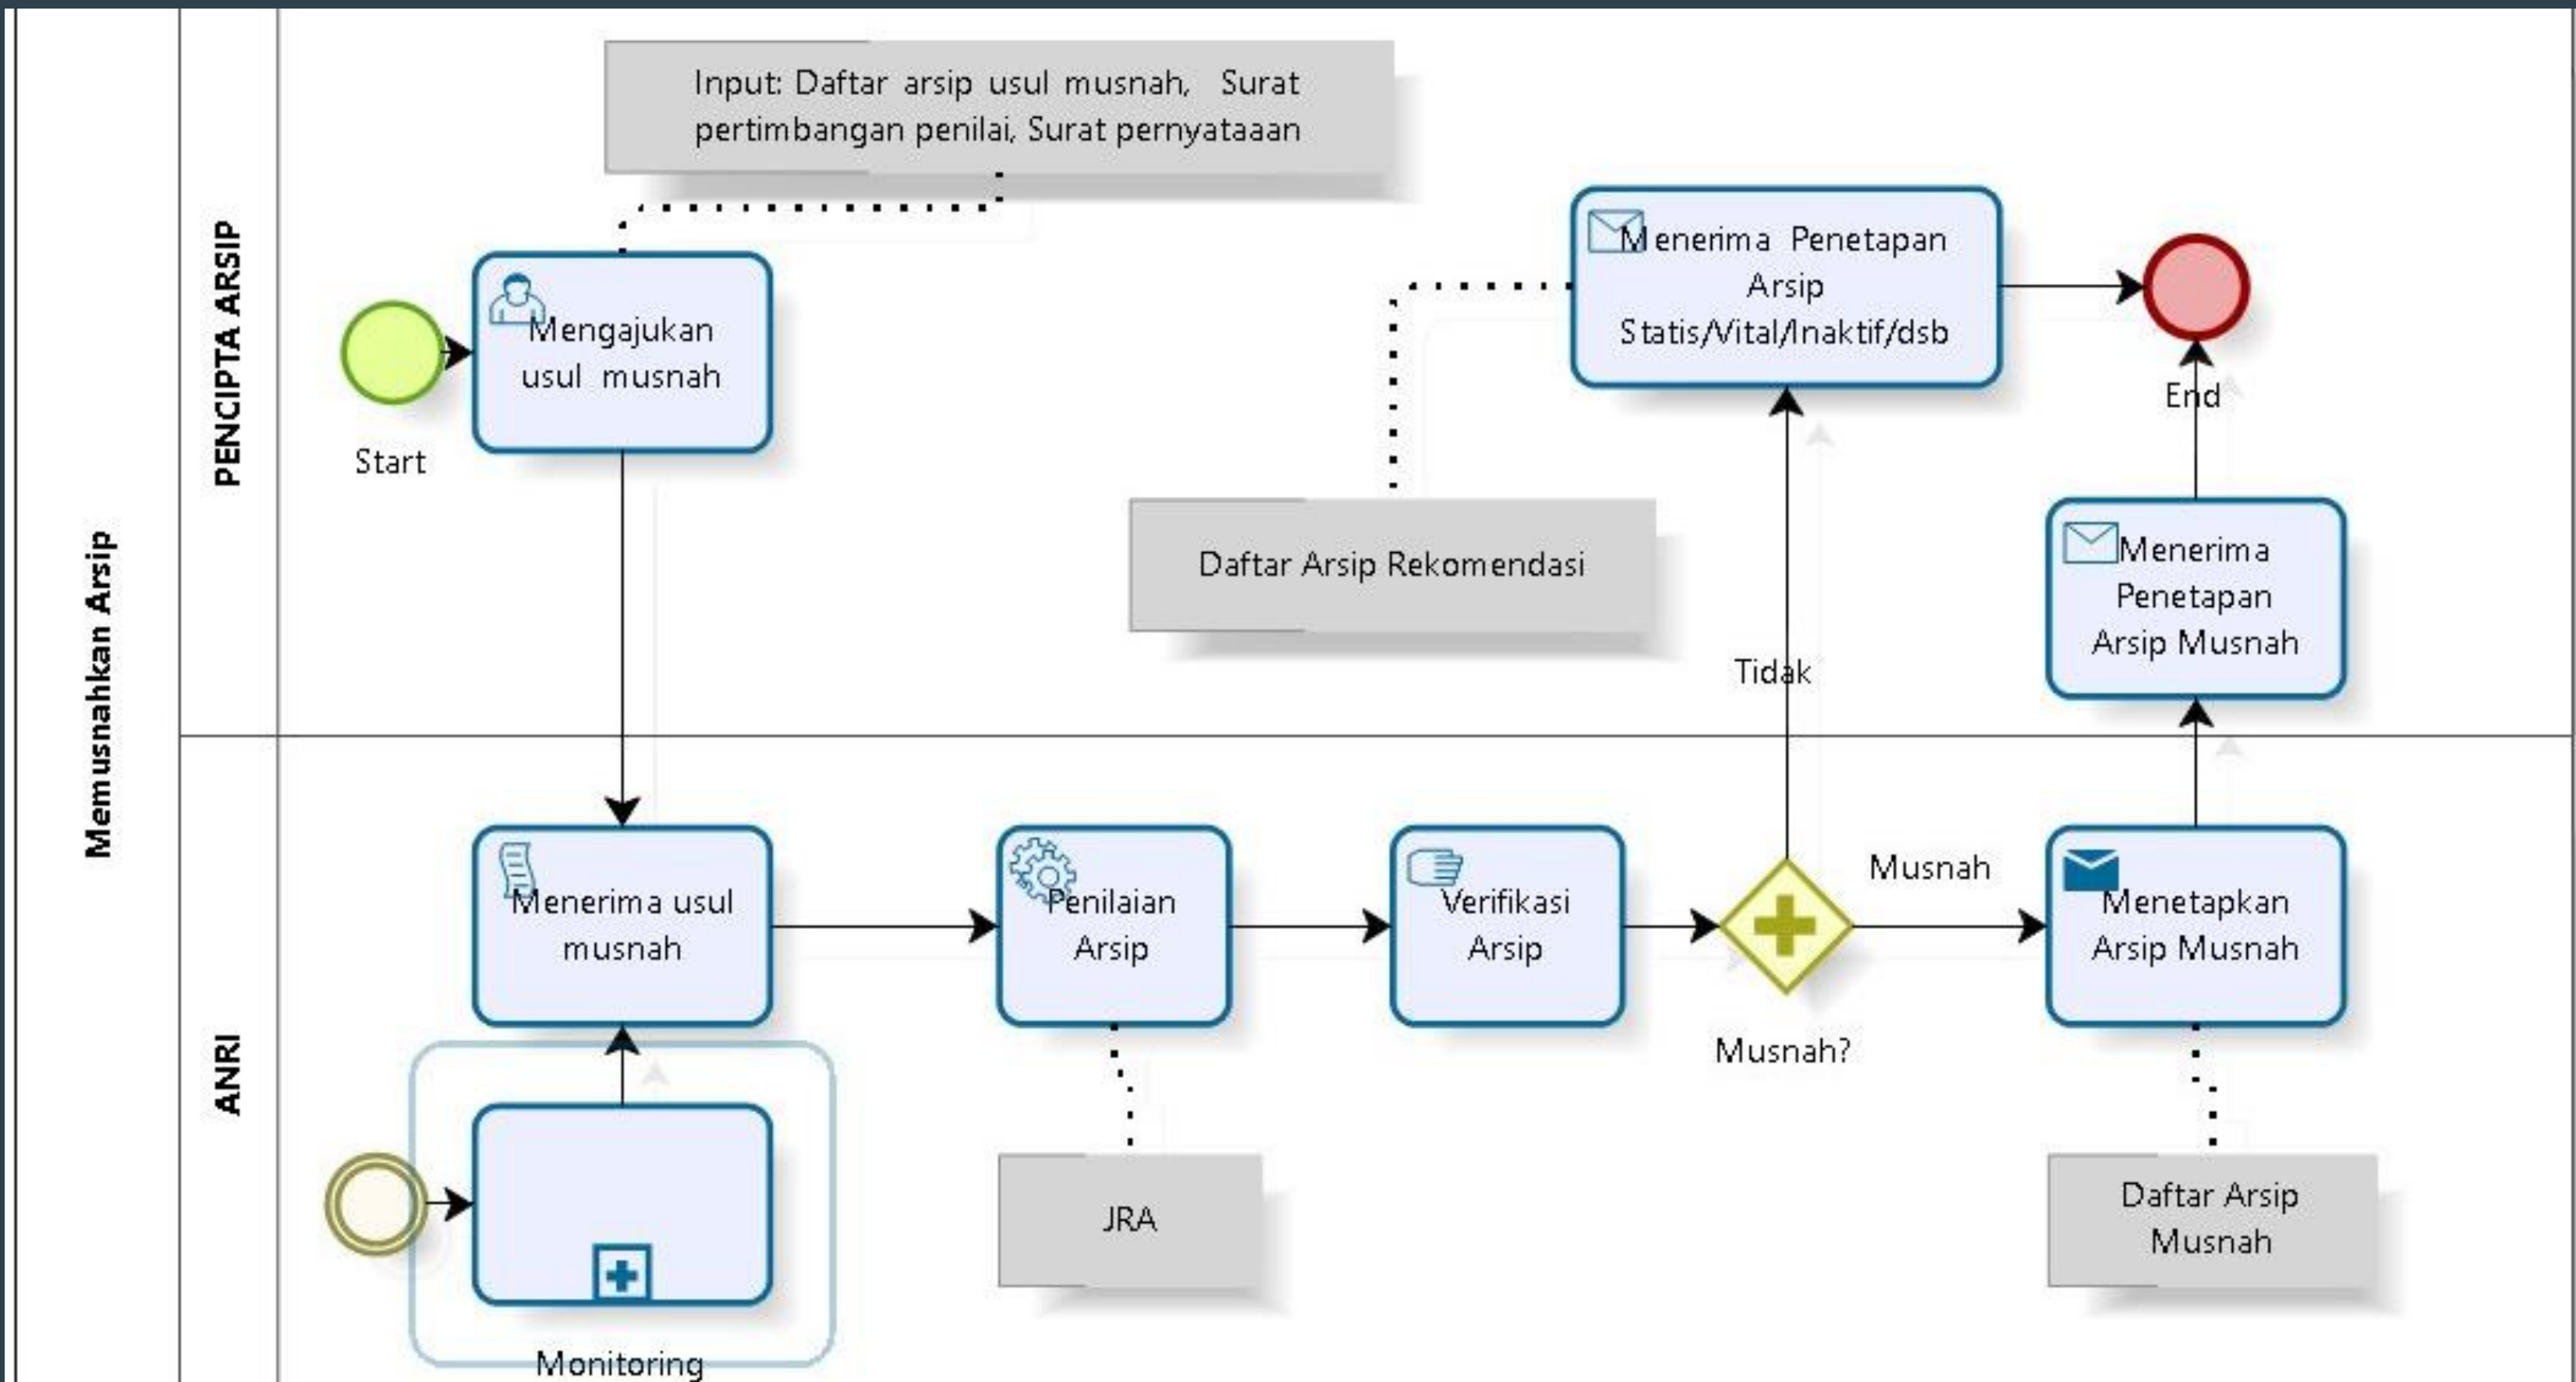 Memusnahkan Arsip
PENCIPTA ARSIP
Input: Daftar arsip usul musnah, Surat
pertimbangan penilai, Surat pernyataaan
Start
Mengajukan
usul musnah
Menerima Penetapan
Arsip
Statis/Vital/Inaktif/dsb
End
Daftar Arsip Rekomendasi
Tidak
Menerima
Penetapan
Arsip Musnah
ANRI
Menerima usul
musnah
Penilaian
Arsip
Verifikasi
Arsip
Musnah?
Musnah
Menetapkan
Arsip Musnah
Monitoring
JRA
Daftar Arsip
Musnah